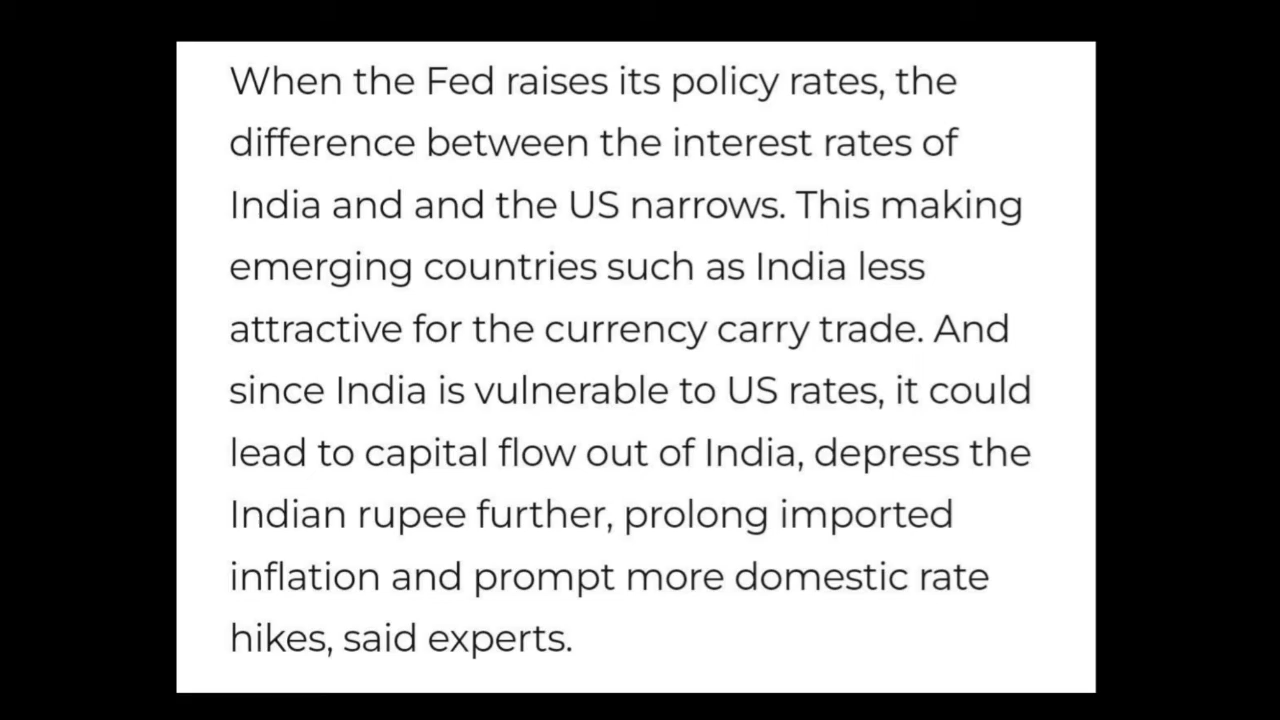 When the Fed raises its policy rates, the
difference between the interest rates of
India and and the US narrows. This making
emerging countries such as India less
attractive for the currency carry trade. And
since India is vulnerable to US rates, it could
lead to capital flow out of India, depress the
Indian rupee further, prolong imported
inflation and prompt more domestic rate
hikes, said experts.